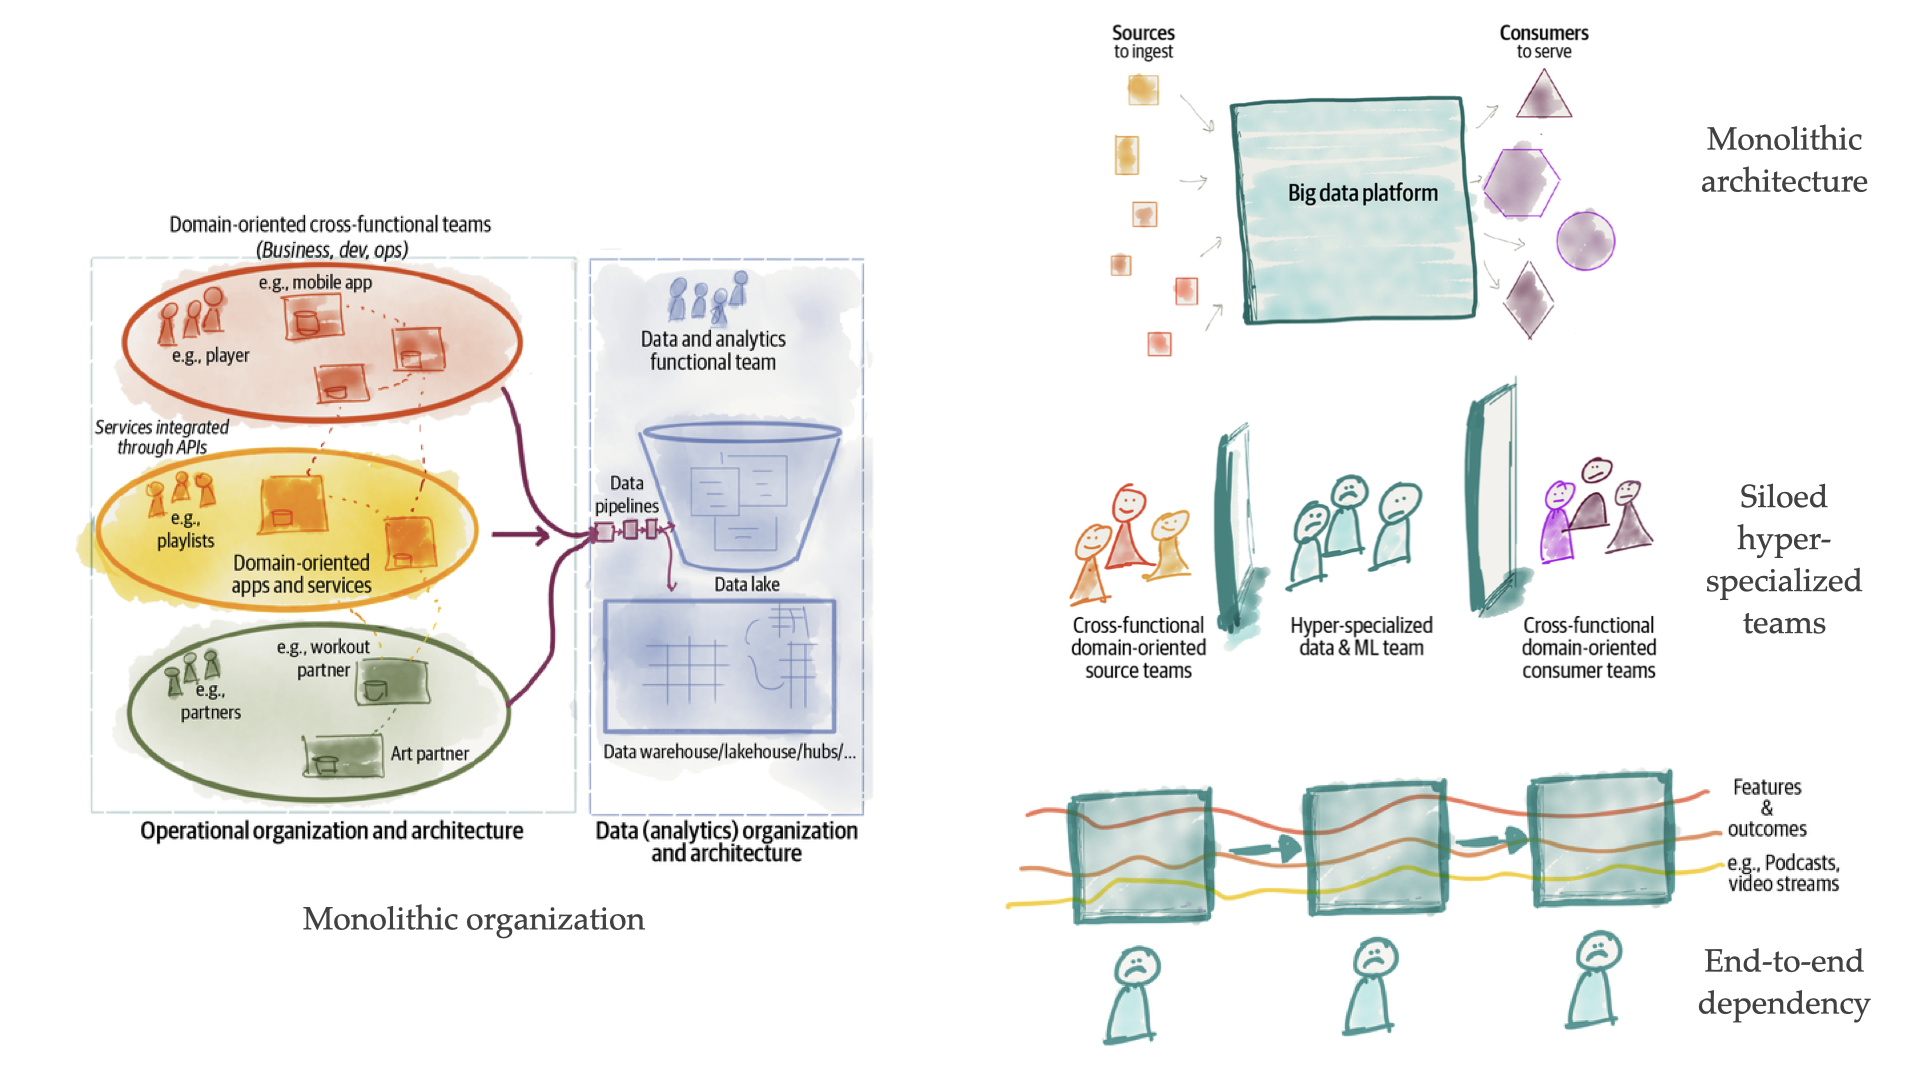 Domain-oriented cross-functional teams
(Business, dev, ops)
e.g., mobile app
e.g., player
Services integrated
through APIs
e.g.,
playlists
Domain-oriented
apps and services
e.g., workout
partner
e.g.,
partners
Art partner
Operational organization and architecture
Data and analytics
functional team
Data
pipelines
Data lake
Data warehouse/lakehouse/hubs/...
Data (analytics) organization
and architecture
Monolithic organization
Sources
to ingest
Big data platform
Consumers
to serve
Monolithic
architecture
Cross-functional
domain-oriented
source teams
Hyper-specialized
data & ML team
Cross-functional
domain-oriented
consumer teams
Siloed
hyper-
specialized
teams
Features
&
outcomes
e.g., Podcasts,
video streams
End-to-end
dependency